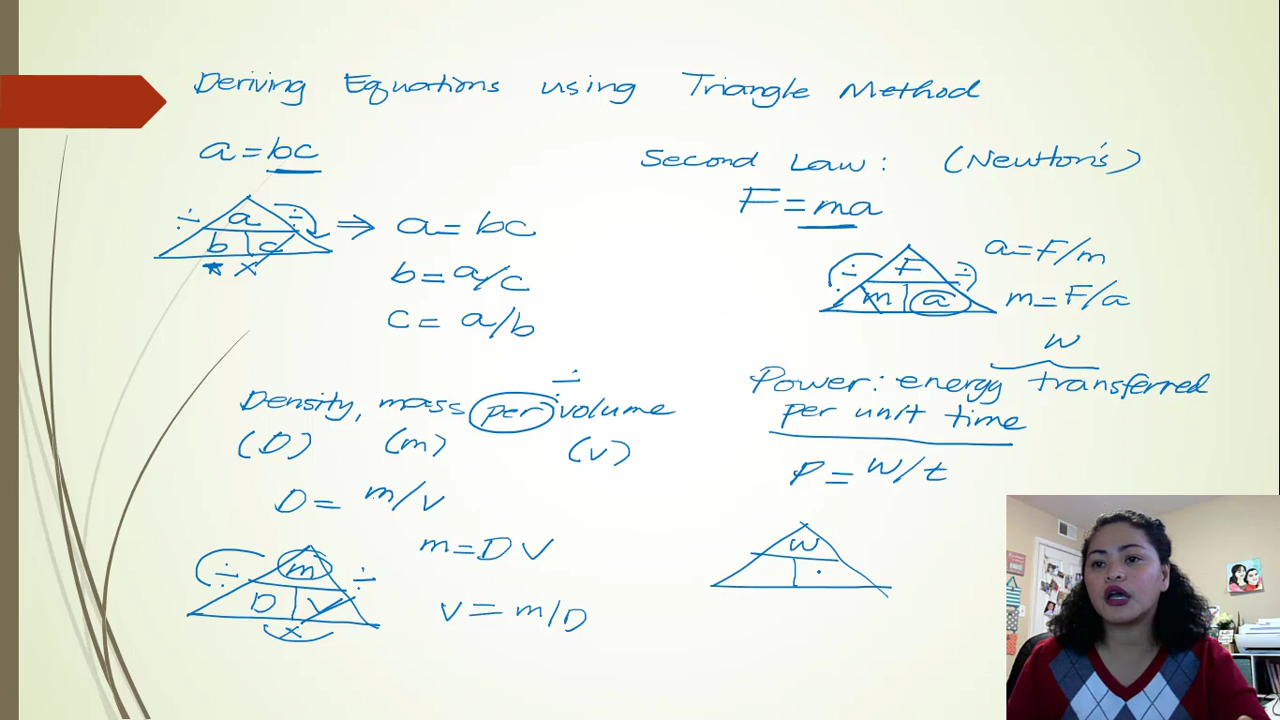 Deriving Equations using Triangle Method
a = bc
÷ a ÷
b c
* x
⇒ a = bc
b = a/c
c = a/b
Second Law: (Newton's)
F = ma
÷ F ÷
m a
a = F/m
m = F/a
Density, mass per volume
÷
(D) (m) (v)
D = m/v
÷ m ÷
D v
x
m = DV
v = m/D
W
Power: energy transferred
per unit time
P = W/t
W